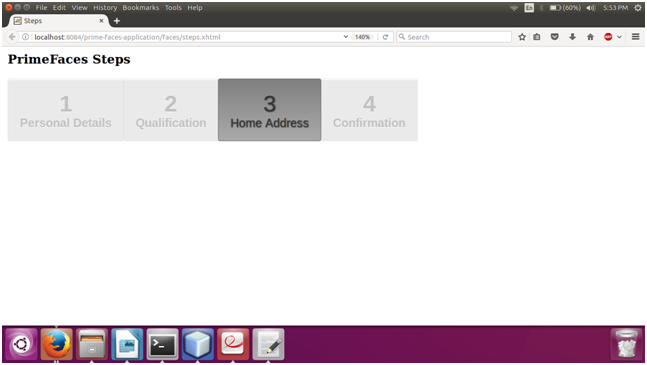 File Edit View History Bookmarks Tools Help
En (60%) 5:53 PM
Steps
localhost:8084/prime-faces-application/faces/steps.xhtml 140% Search ABP
PrimeFaces Steps
1 2 3 4
Personal Details Qualification Home Address Confirmation